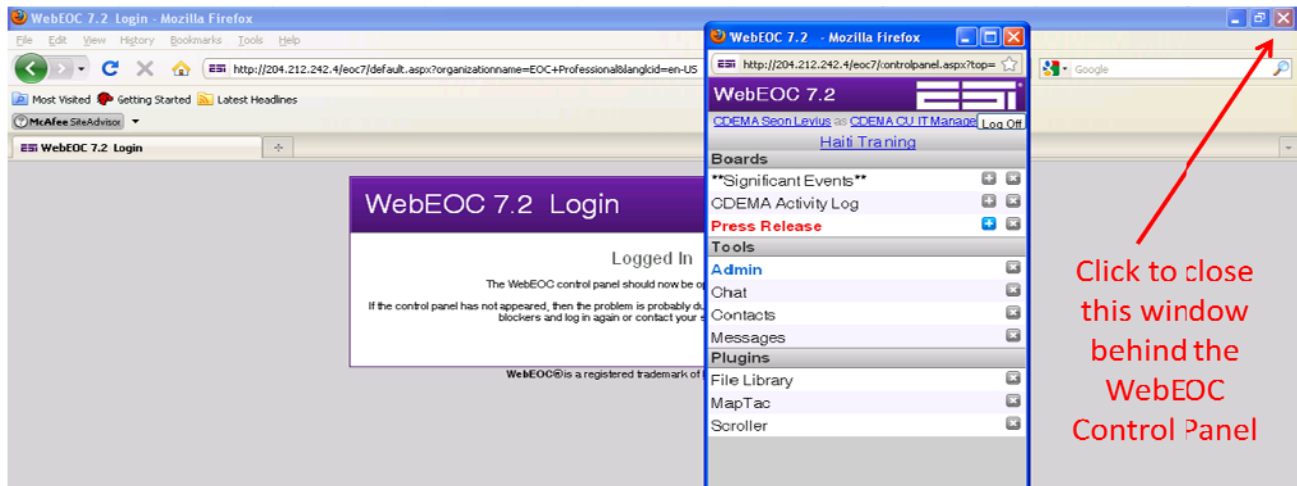 WebEOC 7.2 Login - Mozilla Firefox
File Edit View History Bookmarks Tools Help
ESi http://204.212.242.4/eoc7/default.aspx?organizationname=EOC+Professional&langlcid=en-US
Google
Most Visited Getting Started Latest Headlines
McAfee SiteAdvisor
ESi WebEOC 7.2 Login
WebEOC 7.2 Login
Logged In
The WebEOC control panel should now be
If the control panel has not appeared, then the problem is probably
blockers and log in again or contact your
WebEOC® is a registered trademark of
WebEOC 7.2 - Mozilla Firefox
ESi http://204.212.242.4/eoc7/controlpanel.aspx?top=
WebEOC 7.2 ESi
CDEMA Seon Levius as CDEMA CU IT Manage Log Off
Haiti Traning
Boards
**Significant Events**
CDEMA Activity Log
Press Release
Tools
Admin
Chat
Contacts
Messages
Plugins
File Library
MapTac
Scroller
Click to close
this window
behind the
WebEOC
Control Panel